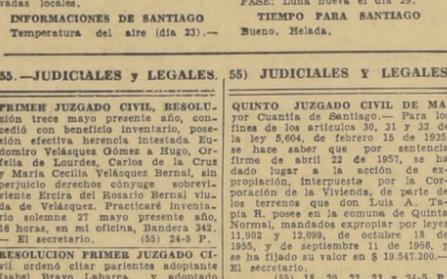 vadas locales.
INFORMACIONES DE SANTIAGO
Temperatura del aire (día 23).—
55.—JUDICIALES y LEGALES.
PRIMER JUZGADO CIVIL, RESOLU-
ción trece mayo presente año, con-
cedió con beneficio inventario, pose-
sión efectiva herencia intestada Eu-
domiro Velásquez Gómez a Hugo, Or-
felia de Lourdes, Carlos de la Cruz
y María Cecilia Velásquez Bernal, sin
perjuicio derechos cónyuge sobrevi-
viente Ercira del Rosario Bernal viu-
da de Velásquez. Practicaré inventa-
rio solemne 27 mayo presente año,
16 horas, en mi oficina, Bandera 342.
— El secretario. (55) 24-5 P.
RESOLUCION PRIMER JUZGADO CI-
vil ordenó citar parientes adoptante
Isabel Bravo Labarca, y adoptado
FASE: Luna nueva el día 29.
TIEMPO PARA SANTIAGO
Bueno. Helada.
55) JUDICIALES Y LEGALES
QUINTO JUZGADO CIVIL DE MA-
yor Cuantía de Santiago.— Para los
fines de los artículos 30, 31 y 32 de
la ley 5,604, de febrero 15 de 1935
se hace saber que por sentencia
firme de abril 22 de 1957, se ha
dado lugar a la acción de ex-
propiación, interpuesta por la Cor-
poración de la Vivienda, de parte de
los terrenos que don Luis A. Ta-
pia R. posee en la comuna de Quinta
Normal, mandados expropiar por leyes
11,902 y 12,099, de octubre 18 de
1955, y de septiembre 11 de 1956, y
se ha fijado su valor en $ 19.547.200.—
El secretario.